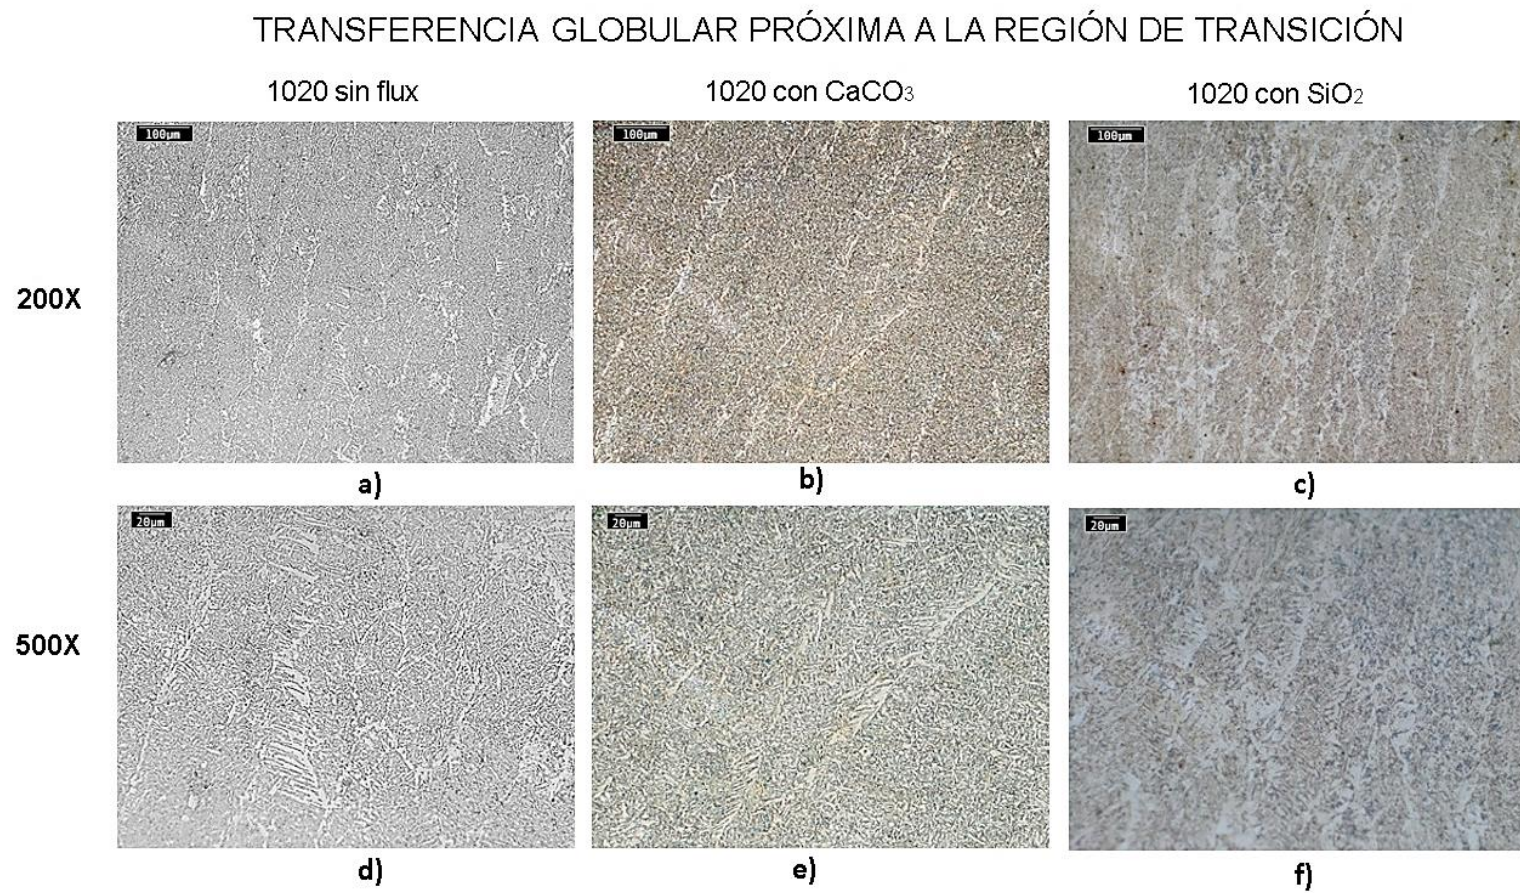 TRANSFERENCIA GLOBULAR PRÓXIMA A LA REGIÓN DE TRANSICIÓN
1020 sin flux
1020 con CaCO₃
1020 con SiO₂
100µm
100µm
100µm
200X
a)
b)
c)
20µm
20µm
20µm
500X
d)
e)
f)